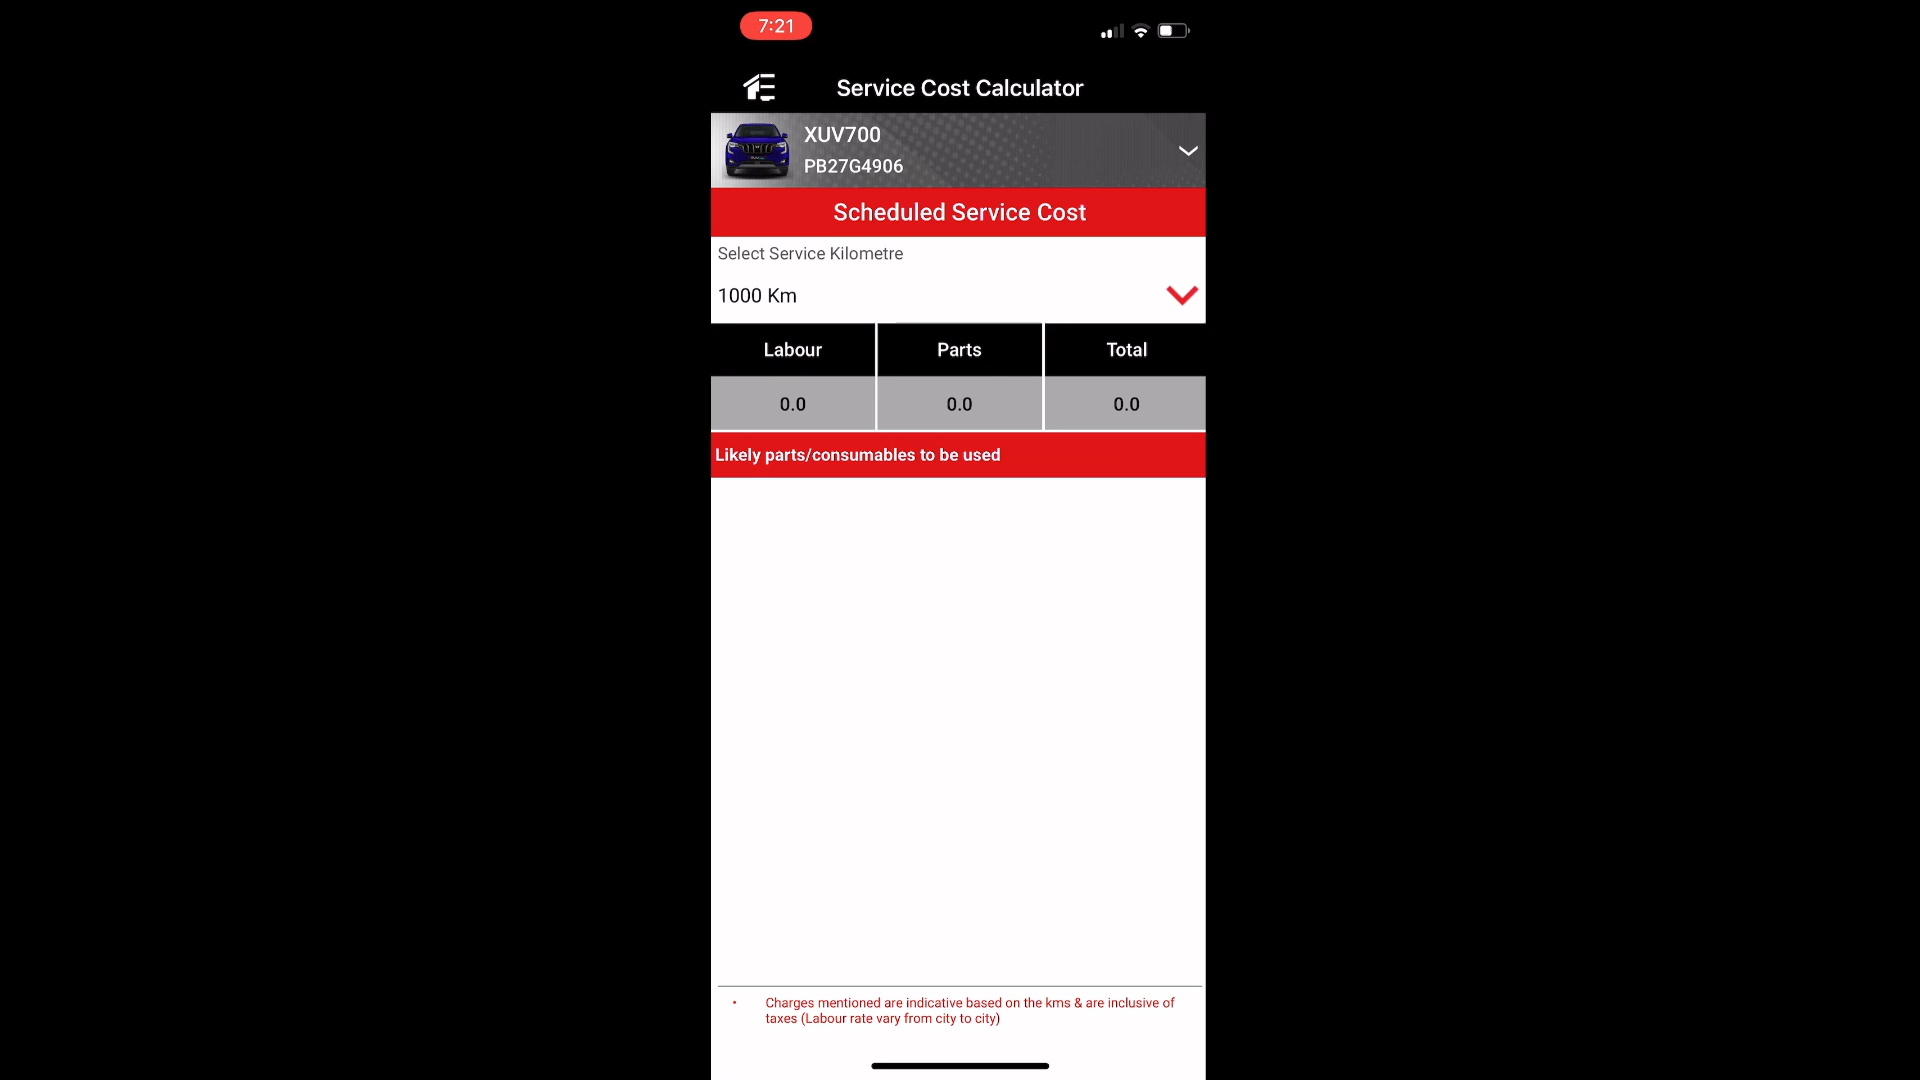 7:21
Service Cost Calculator
XUV700
PB27G4906
Scheduled Service Cost
Select Service Kilometre
1000 Km
Labour Parts Total
0.0 0.0 0.0
Likely parts/consumables to be used
• Charges mentioned are indicative based on the kms & are inclusive of
taxes (Labour rate vary from city to city)